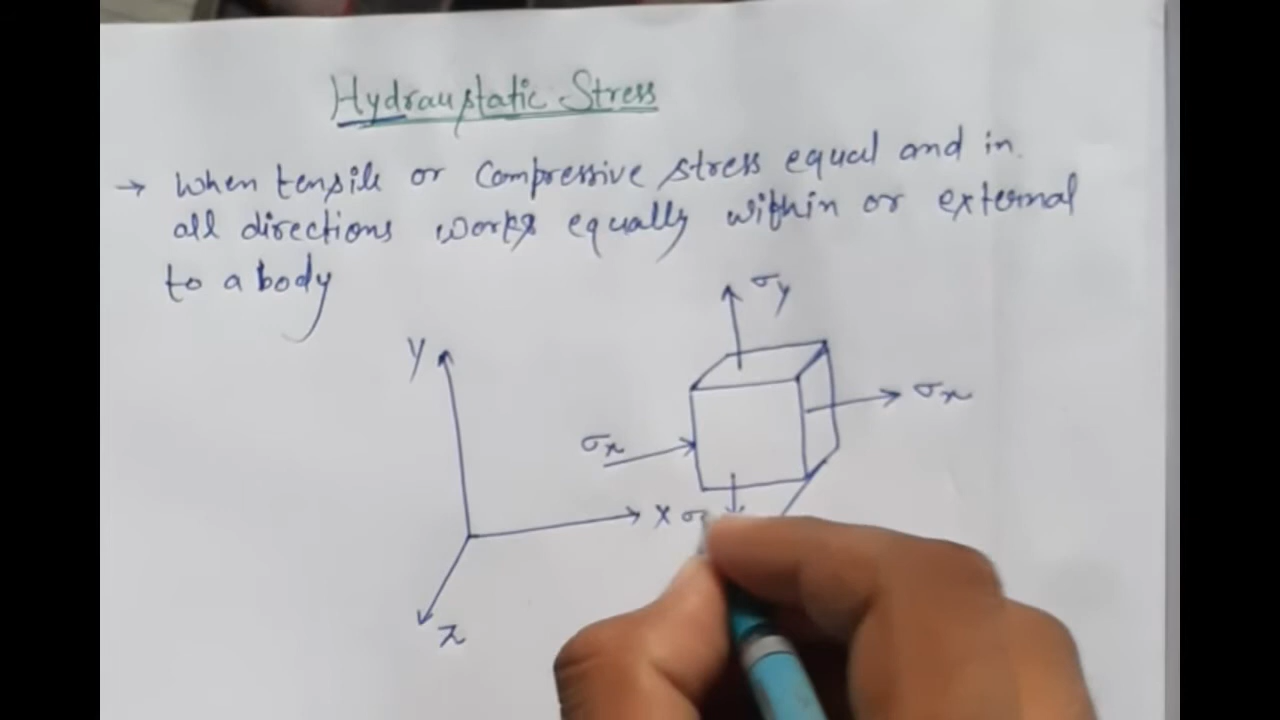 Hydraustatic Stress
→ When tensile or compressive stress equal and in
all directions works equally within or external
to a body
σy
Y
σx
σx
X σ
z